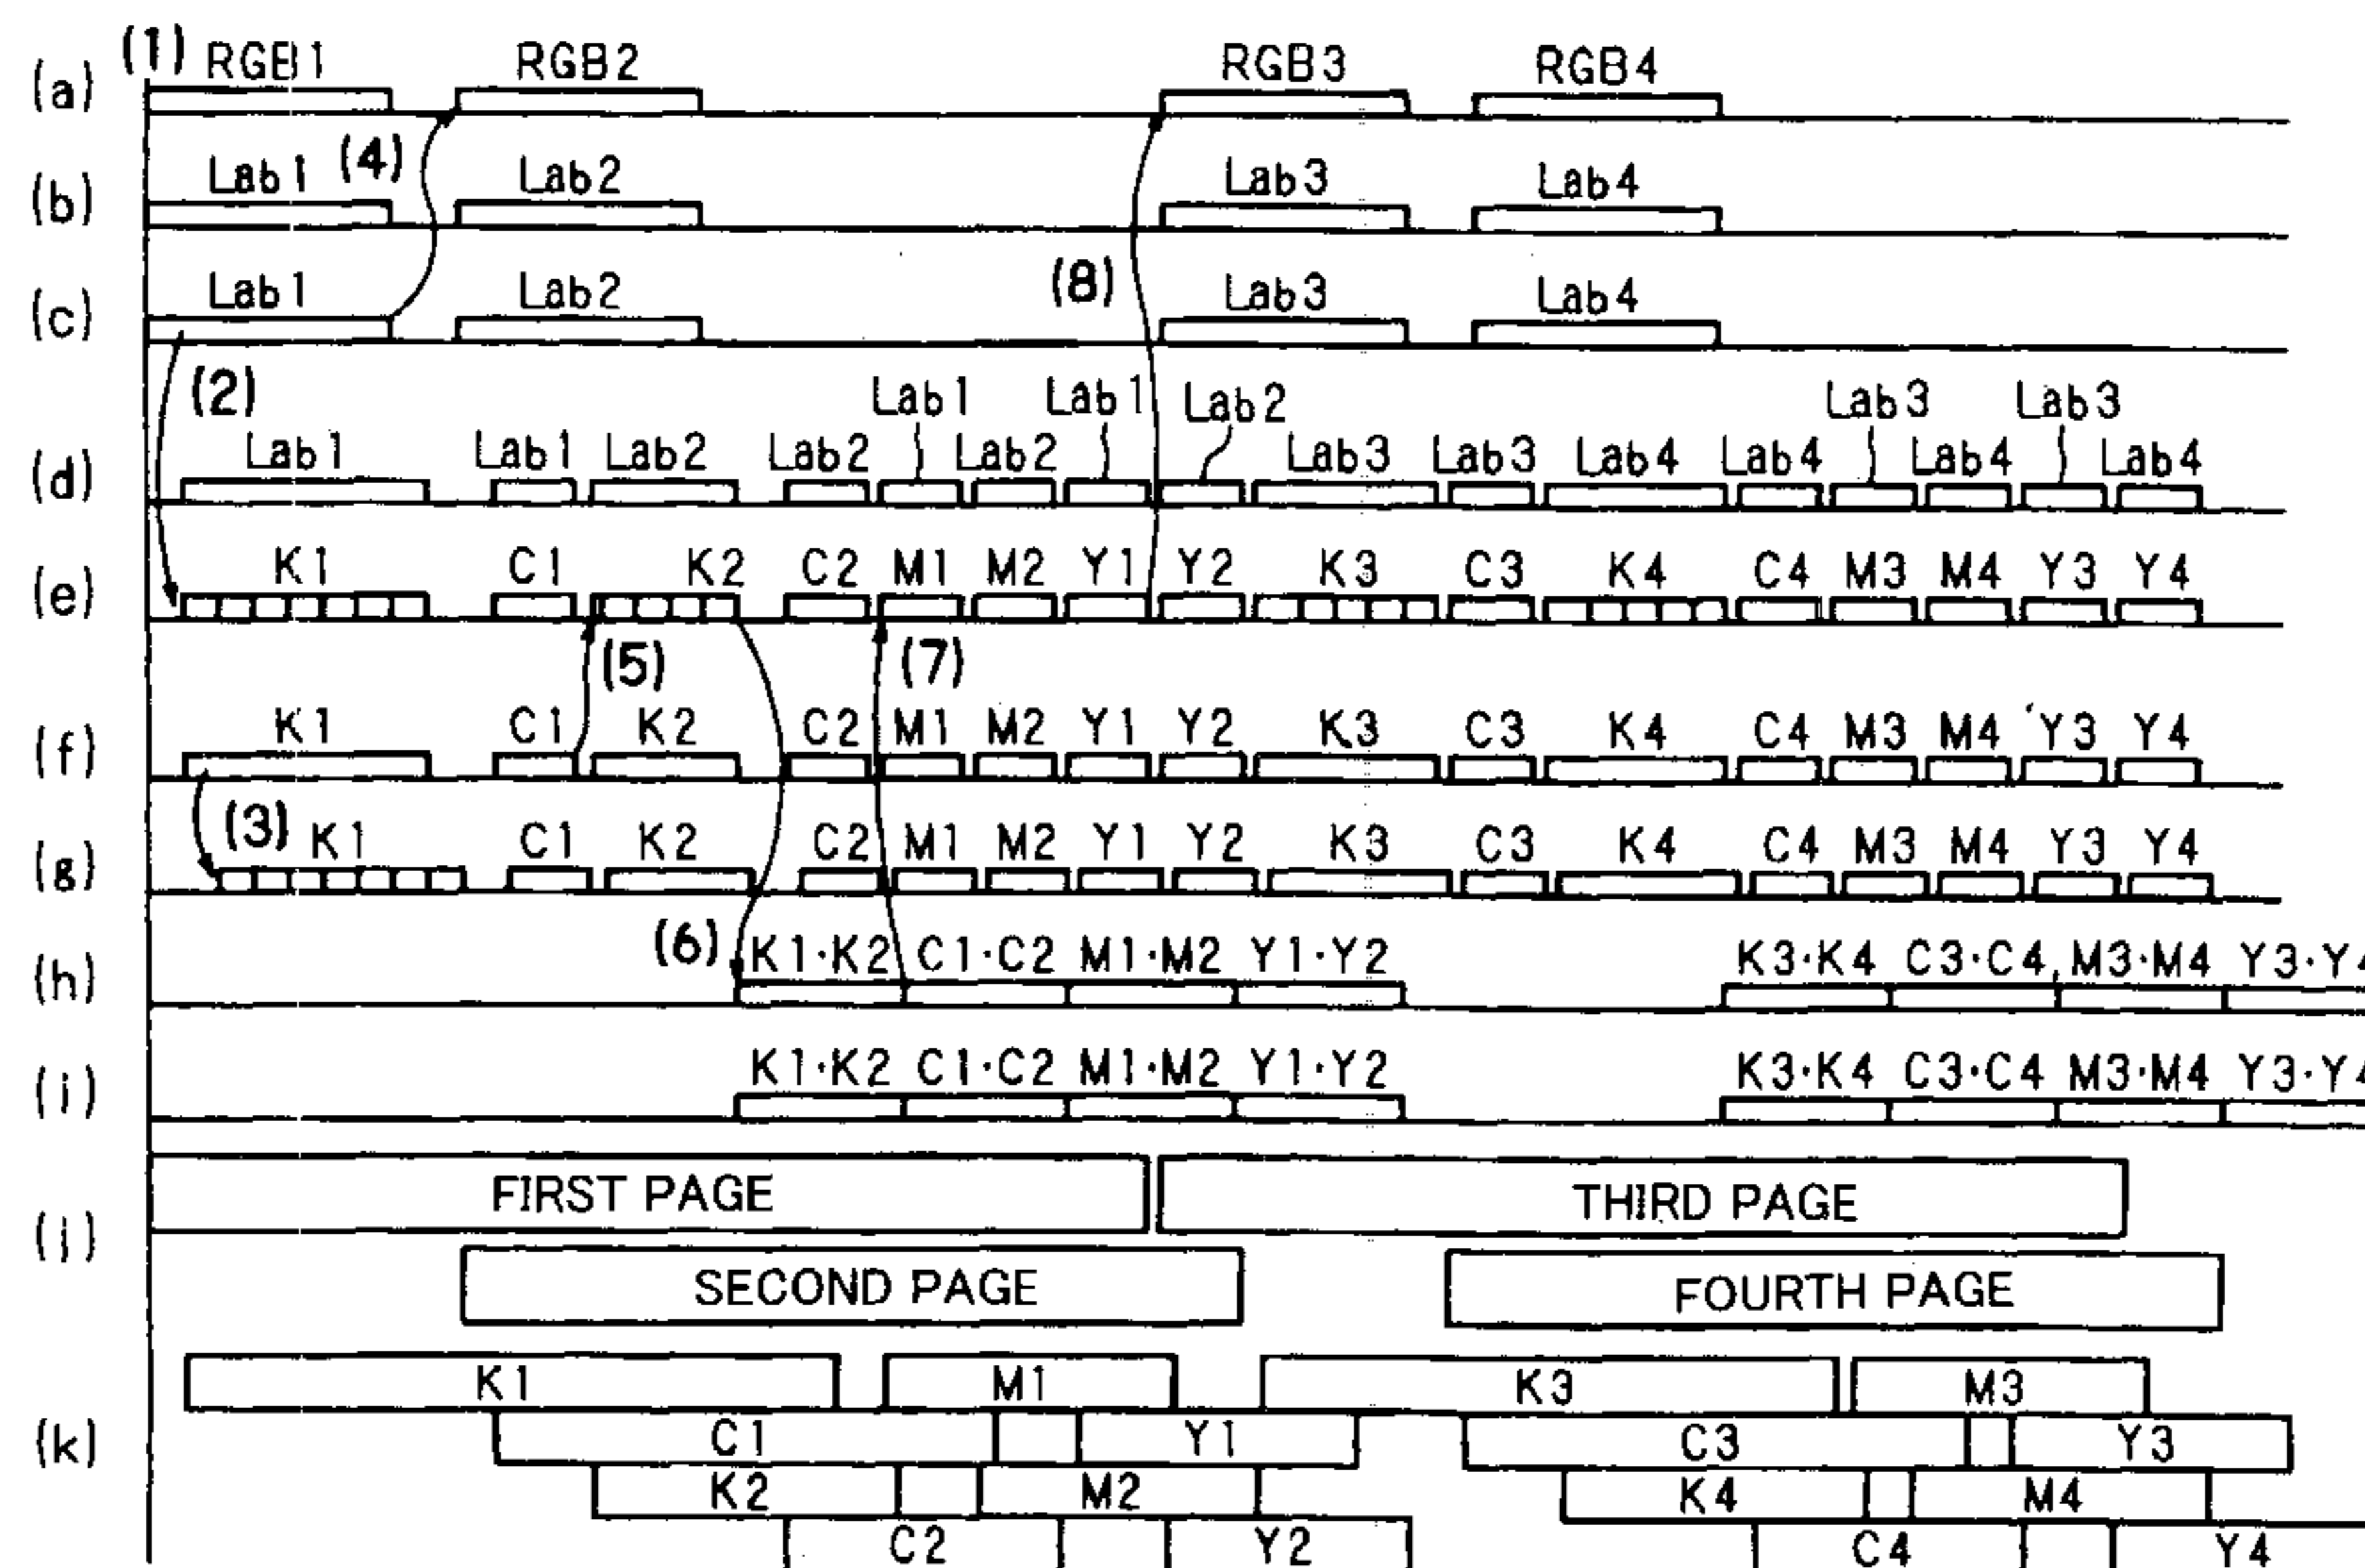 (1)
(a) RGB1 RGB2 RGB3 RGB4
(4)
(b) Lab1 Lab2 Lab3 Lab4
(8)
(c) Lab1 Lab2 Lab3 Lab4
(2)
Lab1 Lab1 Lab2 Lab3 Lab3
(d) Lab1 Lab1 Lab2 Lab2 Lab2 Lab3 Lab3 Lab4 Lab4 Lab4 Lab4
(e) K1 C1 K2 C2 M1 M2 Y1 Y2 K3 C3 K4 C4 M3 M4 Y3 Y4
(5) (7)
(f) K1 C1 K2 C2 M1 M2 Y1 Y2 K3 C3 K4 C4 M3 M4 Y3 Y4
(3)
(g) K1 C1 K2 C2 M1 M2 Y1 Y2 K3 C3 K4 C4 M3 M4 Y3 Y4
(6)
(h) K1·K2 C1·C2 M1·M2 Y1·Y2 K3·K4 C3·C4 M3·M4 Y3·Y4
(i) K1·K2 C1·C2 M1·M2 Y1·Y2 K3·K4 C3·C4 M3·M4 Y3·Y4
FIRST PAGE THIRD PAGE
(j)
SECOND PAGE FOURTH PAGE
K1 M1 K3 M3
(k) C1 Y1 C3 Y3
K2 M2 K4 M4
C2 Y2 C4 Y4